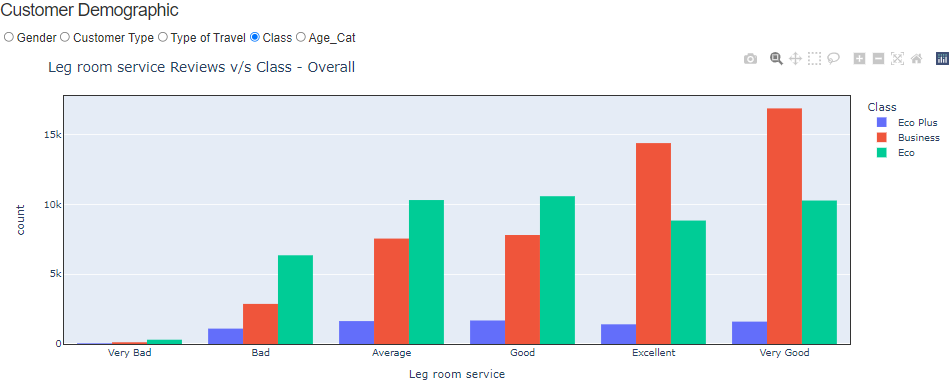 Customer Demographic
Gender Customer Type Type of Travel Class Age_Cat
Leg room service Reviews v/s Class - Overall
Class
Eco Plus
Business
Eco
15k
10k
5k
0
count
Very Bad Bad Average Good Excellent Very Good
Leg room service